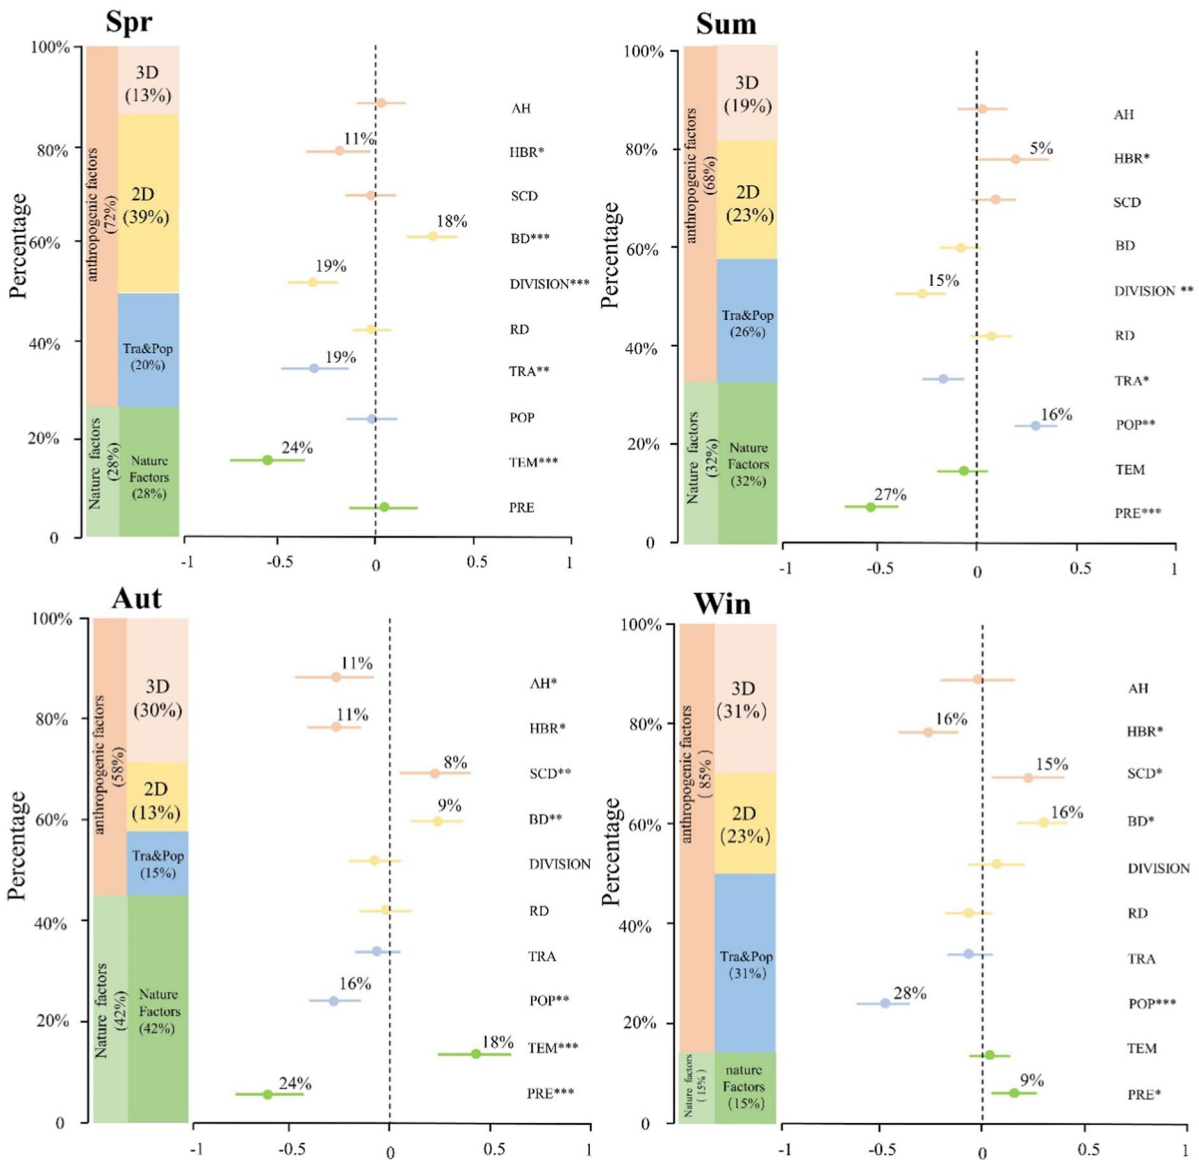 Spr
100%
80%
60%
40%
20%
0
Percentage
anthropogenic factors
(72%)
Nature factors
(28%)
3D
(13%)
2D
(39%)
Tra&Pop
(20%)
Nature
Factors
(28%)
AH
11%
HBR*
SCD
18%
BD***
19%
DIVISION***
RD
19%
TRA**
POP
24%
TEM***
PRE
-1
-0.5
0
0.5
1
Sum
100%
80%
60%
40%
20%
0
Percentage
anthropogenic factors
(68%)
Nature factors
(32%)
3D
(19%)
2D
(23%)
Tra&Pop
(26%)
Nature
Factors
(32%)
AH
5%
HBR*
SCD
BD
15%
DIVISION **
RD
TRA*
16%
POP**
TEM
27%
PRE***
-1
-0.5
0
0.5
1
Aut
100%
80%
60%
40%
20%
0
Percentage
anthropogenic factors
(58%)
Nature factors
(42%)
3D
(30%)
2D
(13%)
Tra&Pop
(15%)
Nature
Factors
(42%)
11%
AH*
11%
HBR*
8%
SCD**
9%
BD**
DIVISION
RD
TRA
16%
POP**
18%
TEM***
24%
PRE***
-1
-0.5
0
0.5
1
Win
100%
80%
60%
40%
20%
0
Percentage
anthropogenic factors
( 85% )
Nature factors
( 15% )
3D
(31%)
2D
(23%)
Tra&Pop
(31%)
nature
Factors
(15%)
AH
16%
HBR*
15%
SCD*
16%
BD*
DIVISION
RD
TRA
28%
POP***
TEM
9%
PRE*
-1
-0.5
0
0.5
1